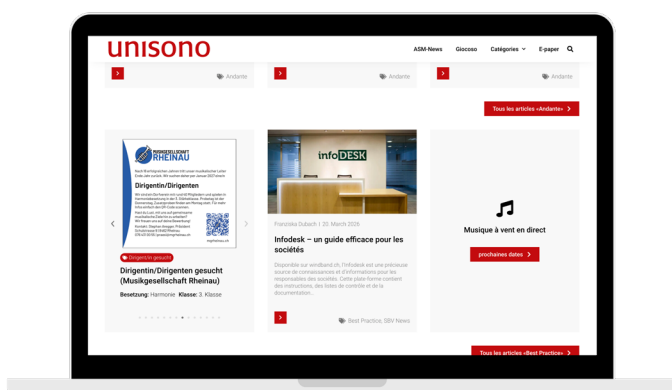 unisono
ASM-News Giocoso Catégories E-paper
Andante
Andante
Andante
Tous les articles «Andante»
MUSIKGESELLSCHAFT
RHEINAU
Dirigentin/Dirigenten
Dirigent/in gesucht
Dirigentin/Dirigenten gesucht
(Musikgesellschaft Rheinau)
Besetzung: Harmonie Klasse: 3. Klasse
infoDESK
Franziska Dubach I 20. March 2026
Infodesk – un guide efficace pour les
sociétés
Disponible sur windband.ch, l'Infodesk est une précieuse
source de connaissances et d'informations pour les
responsables des sociétés. Cette plate-forme contient
des instructions, des listes de contrôle et de la
documentation...
Best Practice, SBV News
Musique à vent en direct
prochaines dates
Tous les articles «Best Practice»